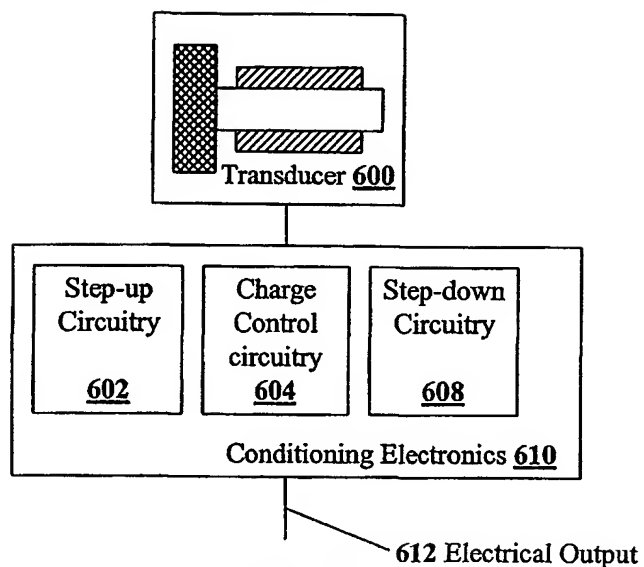 Transducer 600
Step-up
Circuitry
602
Charge
Control
circuitry
604
Step-down
Circuitry
608
Conditioning Electronics 610
612 Electrical Output